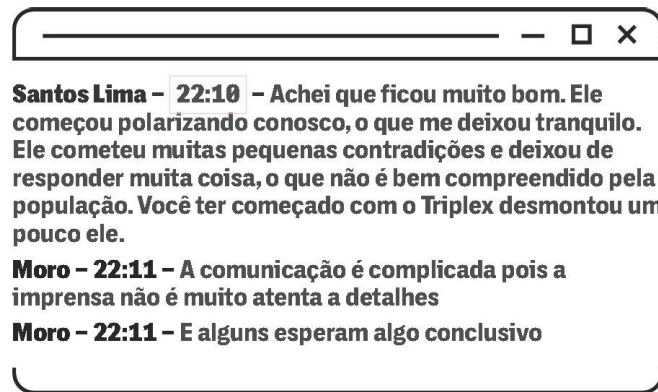 Santos Lima – 22:10 – Achei que ficou muito bom. Ele
começou polarizando conosco, o que me deixou tranquilo.
Ele cometeu muitas pequenas contradições e deixou de
responder muita coisa, o que não é bem compreendido pela
população. Você ter começado com o Triplex desmontou um
pouco ele.
Moro – 22:11 – A comunicação é complicada pois a
imprensa não é muito atenta a detalhes
Moro – 22:11 – E alguns esperam algo conclusivo